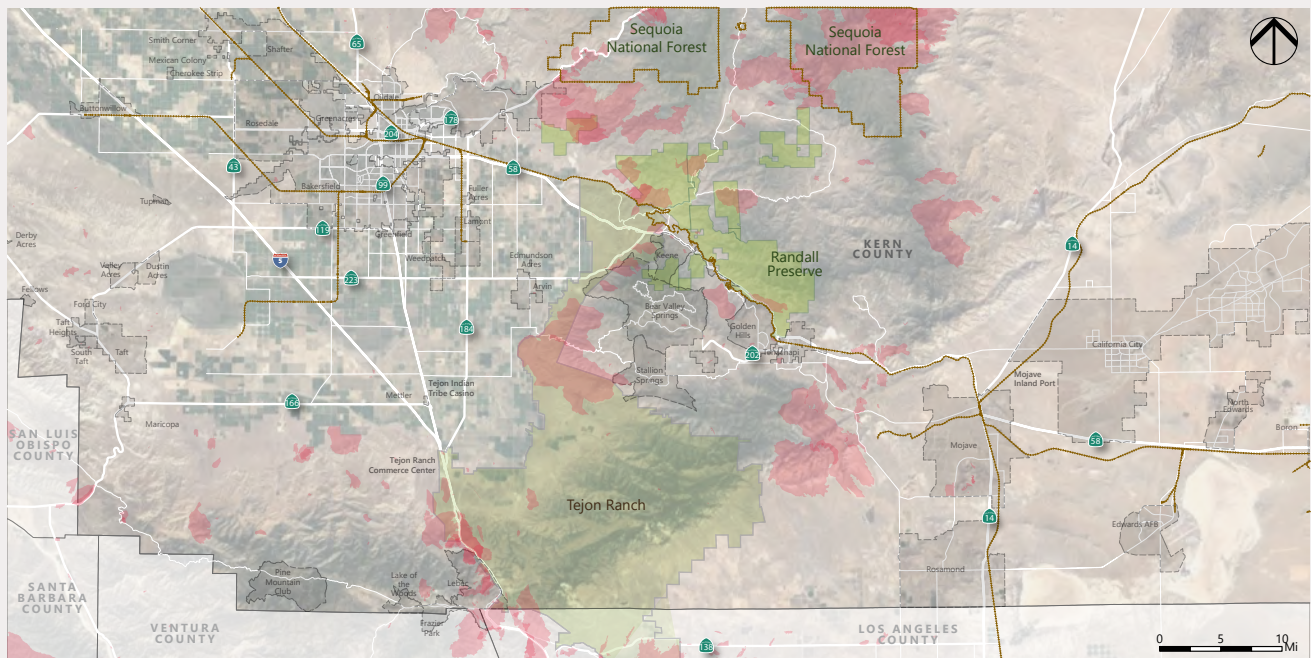 Sequoia
National Forest
Sequoia
National Forest
Smith Corner
Shafter
65
Mexican Colony
Cherokee Strip
Buttonwillow
Oildale
Rosedale
Greenacres
204
178
43
58
Bakersfield
99
Fuller
Acres
Tupman
Lamont
119
Greenfield
Derby
Acres
Weedpatch
Edmundson
Acres
5
Keene
Randall
Preserve
KERN
COUNTY
14
Valley
Acres
Dustin
Acres
223
Arvin
Fellows
Ford City
Bear Valley
Springs
Taft
Heights
184
Golden
Hills
South
Taft
Taft
202
Tehachapi
California City
Stallion
Springs
Tejon Indian
Tribe Casino
Mojave
Inland Port
Mettler
166
North
Edwards
Maricopa
Boron
SAN LUIS
OBISPO
COUNTY
58
Mojave
Tejon Ranch
Commerce Center
Tejon Ranch
14
Edwards AFB
Pine
Mountain
Club
Lake of
the
Woods
Lebec
Rosamond
SANTA
BARBARA
COUNTY
Frazier
Park
VENTURA
COUNTY
LOS ANGELES
COUNTY
138
0 5 10
Mi